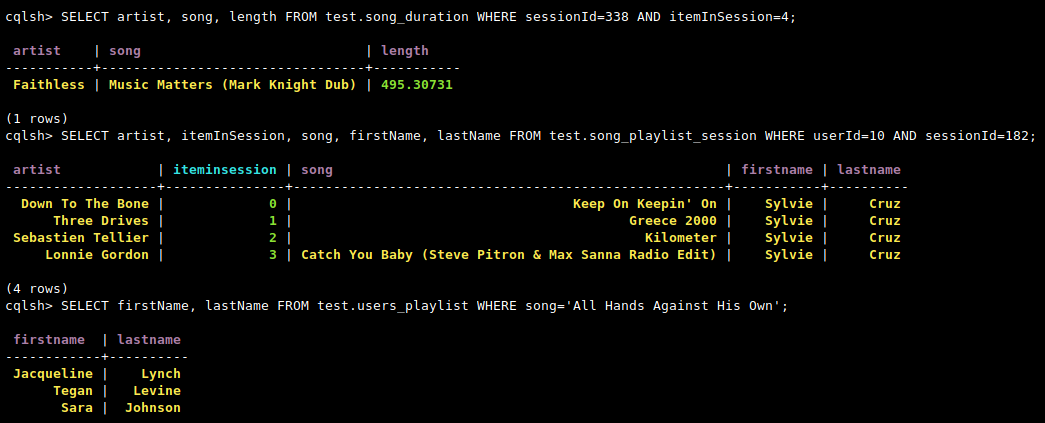 cqlsh> SELECT artist, song, length FROM test.song_duration WHERE sessionId=338 AND itemInSession=4;
 artist    | song                           | length
-----------+--------------------------------+-----------
 Faithless | Music Matters (Mark Knight Dub) | 495.30731
(1 rows)
cqlsh> SELECT artist, itemInSession, song, firstName, lastName FROM test.song_playlist_session WHERE userId=10 AND sessionId=182;
 artist            | iteminsession | song                                                 | firstname | lastname
-------------------+---------------+------------------------------------------------------+-----------+----------
  Down To The Bone |             0 |                                   Keep On Keepin' On |    Sylvie |     Cruz
      Three Drives |             1 |                                          Greece 2000 |    Sylvie |     Cruz
 Sebastien Tellier |             2 |                                            Kilometer |    Sylvie |     Cruz
     Lonnie Gordon |             3 | Catch You Baby (Steve Pitron & Max Sanna Radio Edit) |    Sylvie |     Cruz
(4 rows)
cqlsh> SELECT firstName, lastName FROM test.users_playlist WHERE song='All Hands Against His Own';
 firstname  | lastname
------------+----------
 Jacqueline |    Lynch
      Tegan |   Levine
       Sara |  Johnson